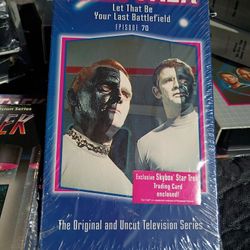 TREK
Let That Be
Your Last Battlefield
EPISODE 70
Exclusive Skybox Star Trek
Trading Card
enclosed!
The Original and Uncut Television Series